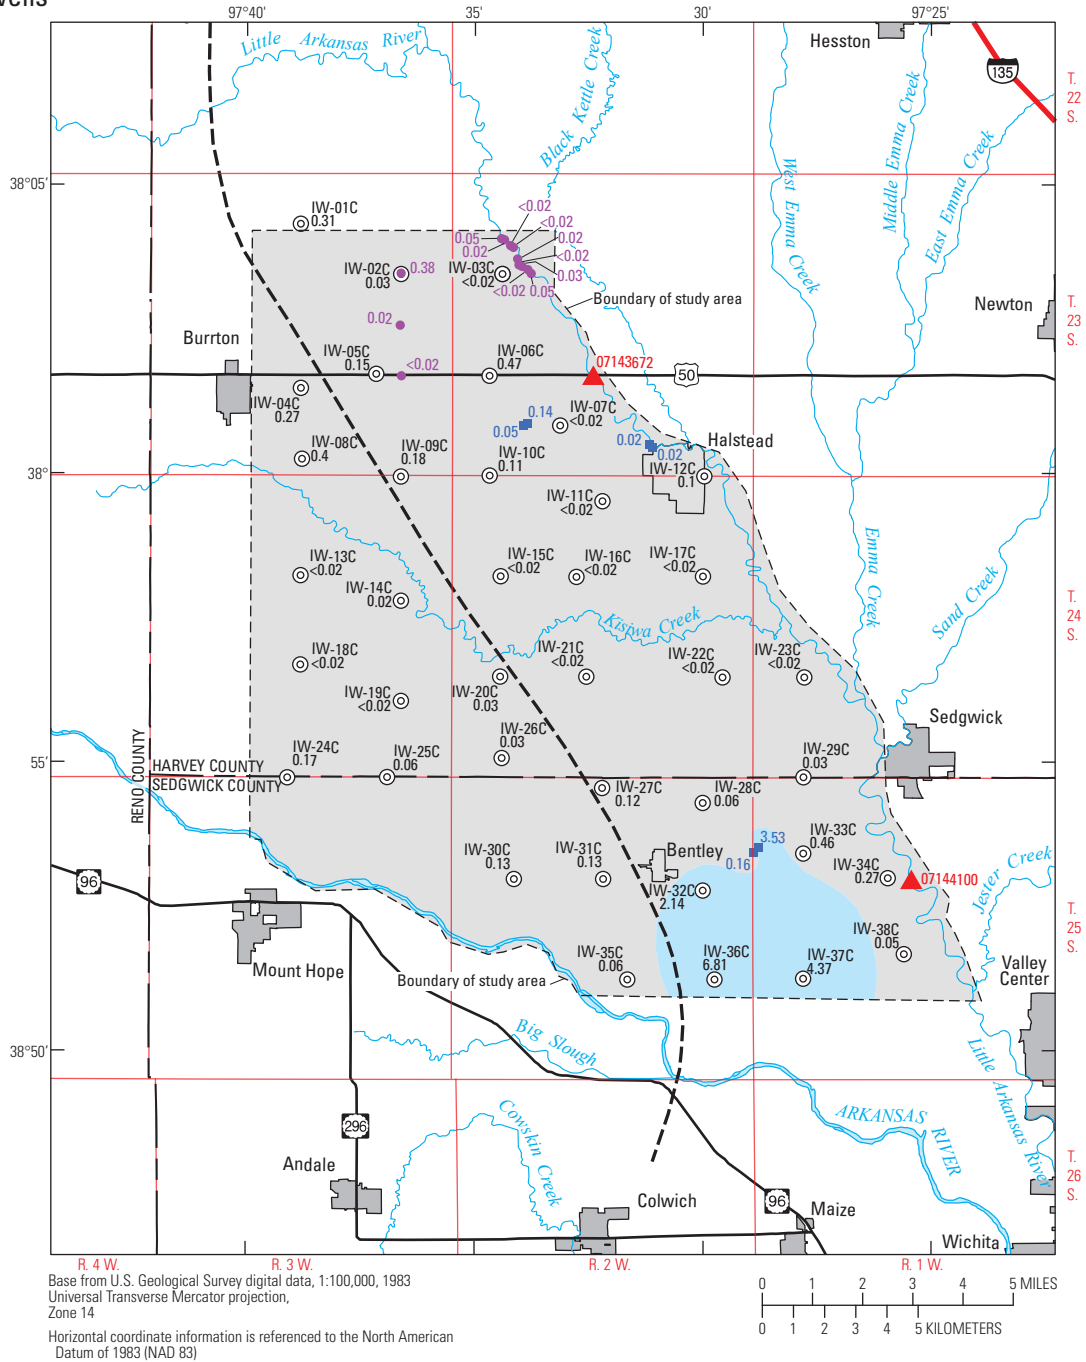 97°40'
35'
30'
97°25'
Little Arkansas River
Black Kettle Creek
Hesston
135
T.
22
S.
West Emma Creek
Middle Emma Creek
East Emma Creek
38°05'
IW-01C
0.31
<0.02
<0.02
0.05
0.02
0.02
<0.02
0.03
<0.02
0.05
IW-02C
0.03
0.38
IW-03C
<0.02
Boundary of study area
Newton
T.
23
S.
0.02
Burrton
IW-05C
0.15
<0.02
IW-06C
0.47
07143672
50
IW-04C
0.27
0.14
0.05
IW-07C
<0.02
0.02
0.02
Halstead
IW-08C
0.4
IW-09C
0.18
IW-10C
0.11
IW-12C
0.1
38°
IW-11C
<0.02
IW-13C
<0.02
IW-14C
0.02
IW-15C
<0.02
IW-16C
<0.02
IW-17C
<0.02
Emma Creek
Sand Creek
T.
24
S.
Kisiwa Creek
IW-18C
<0.02
IW-19C
<0.02
IW-20C
0.03
IW-21C
<0.02
IW-22C
<0.02
IW-23C
<0.02
Sedgwick
IW-24C
0.17
IW-25C
0.06
IW-26C
0.03
IW-29C
0.03
55'
RENO COUNTY
HARVEY COUNTY
SEDGWICK COUNTY
IW-27C
0.12
IW-28C
0.06
IW-30C
0.13
IW-31C
0.13
Bentley
3.53
0.16
IW-33C
0.46
IW-34C
0.27
07144100
Jester Creek
96
IW-32C
2.14
T.
25
S.
Mount Hope
Boundary of study area
IW-35C
0.06
IW-36C
6.81
IW-37C
4.37
IW-38C
0.05
Valley
Center
38°50'
Big Slough
Little Arkansas River
ARKANSAS RIVER
296
Cowskin Creek
T.
26
S.
Andale
Colwich
96
Maize
Wichita
R. 4 W.
R. 3 W.
R. 2 W.
R. 1 W.
Base from U.S. Geological Survey digital data, 1:100,000, 1983
Universal Transverse Mercator projection,
Zone 14
Horizontal coordinate information is referenced to the North American
Datum of 1983 (NAD 83)
0 1 2 3 4 5 MILES
0 1 2 3 4 5 KILOMETERS